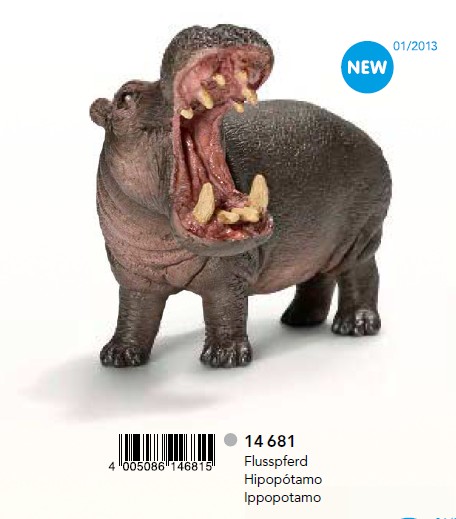 01/2013
NEW
14 681
4 005086 146815
Flusspferd
Hipopótamo
Ippopotamo